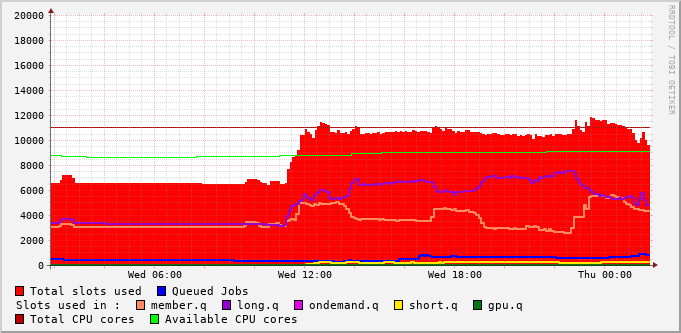 20000
18000
16000
14000
12000
10000
8000
6000
4000
2000
0
Wed 06:00 Wed 12:00 Wed 18:00 Thu 00:00
Total slots used Queued Jobs
Slots used in : member.q long.q ondemand.q short.q gpu.q
Total CPU cores Available CPU cores
RRDTOOL / TOBI OETIKER